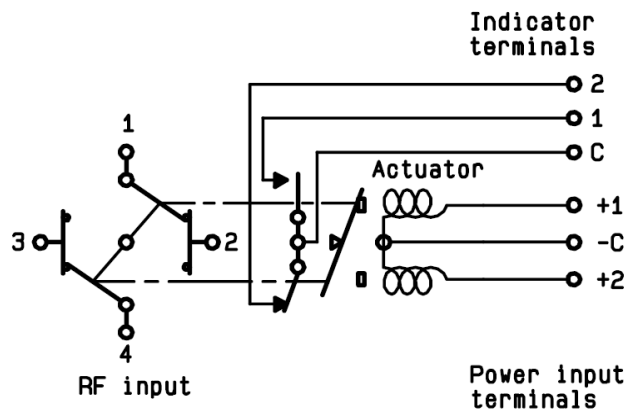 Indicator
terminals
2
1
C
1
Actuator
+1
3
2
-C
+2
4
RF input
Power input
terminals